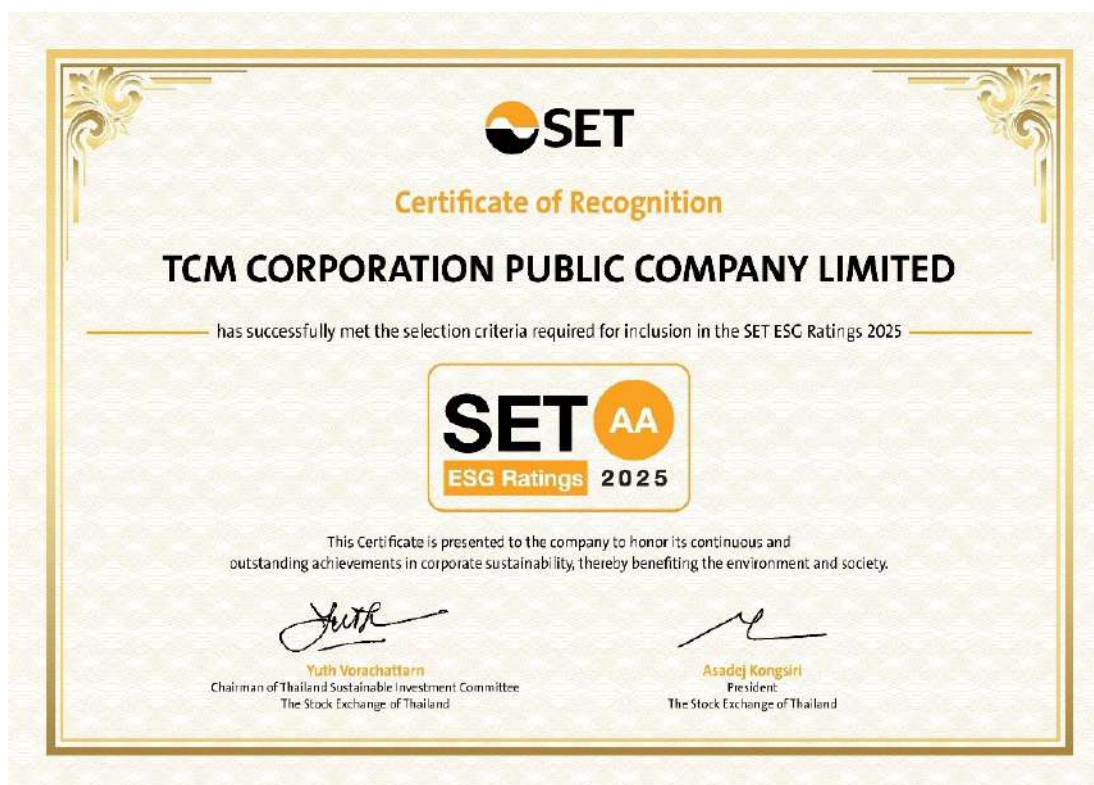 SET
Certificate of Recognition
TCM CORPORATION PUBLIC COMPANY LIMITED
has successfully met the selection criteria required for inclusion in the SET ESG Ratings 2025
SET AA
ESG Ratings 2025
This Certificate is presented to the company to honor its continuous and
outstanding achievements in corporate sustainability, thereby benefiting the environment and society.
Yuth
Yuth Vorachattarn
Chairman of Thailand Sustainable Investment Committee
The Stock Exchange of Thailand
Asadej Kongsiri
President
The Stock Exchange of Thailand